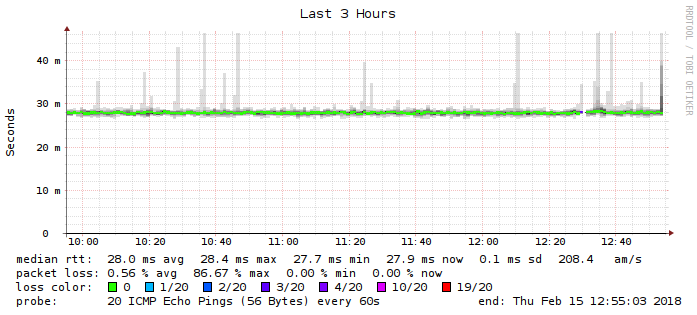 Last 3 Hours
RRDTOOL / TOBI OETIKER
Seconds
40 m
30 m
20 m
10 m
0
10:00 10:20 10:40 11:00 11:20 11:40 12:00 12:20 12:40
median rtt: 28.0 ms avg 28.4 ms max 27.7 ms min 27.9 ms now 0.1 ms sd 208.4 am/s
packet loss: 0.56 % avg 86.67 % max 0.00 % min 0.00 % now
loss color: 0 1/20 2/20 3/20 4/20 10/20 19/20
probe: 20 ICMP Echo Pings (56 Bytes) every 60s end: Thu Feb 15 12:55:03 2018